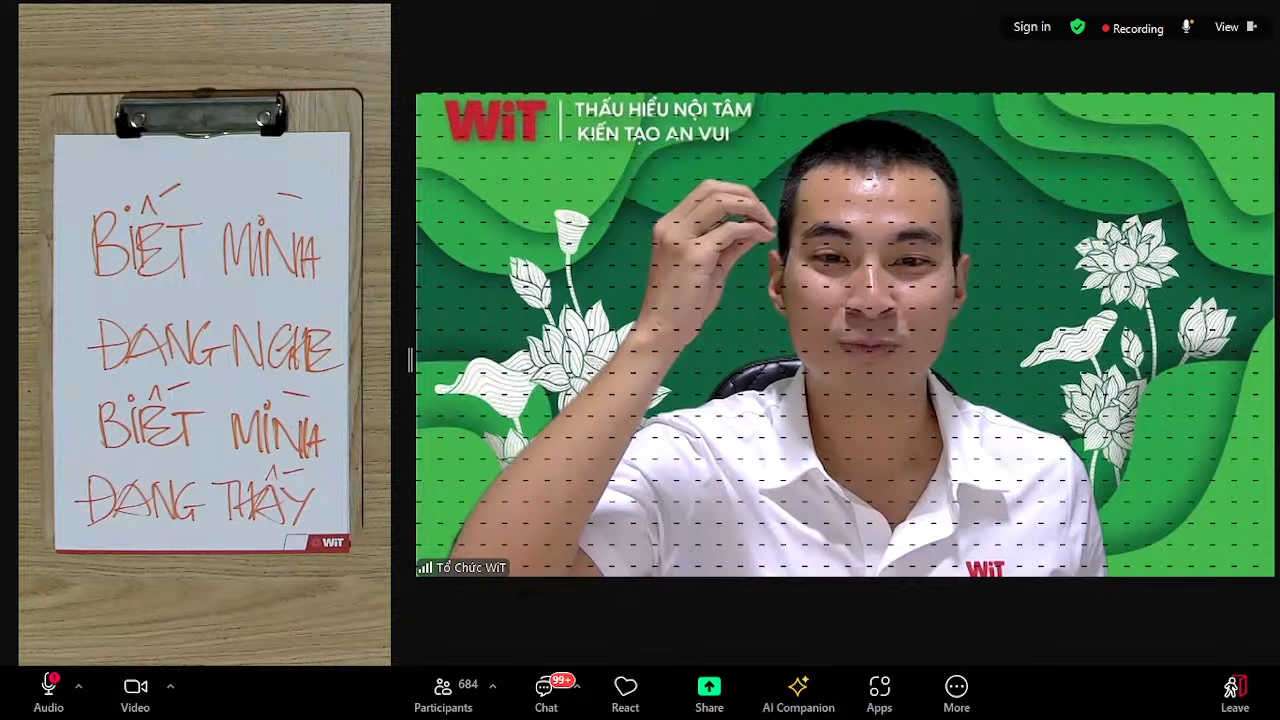 Sign in
Recording
View
WiT
THẤU HIỂU NỘI TÂM
KIẾN TẠO AN VUI
BIẾT MÌNH
ĐANG NGHE
BIẾT MÌNH
ĐANG THẤY
WiT
WiT
Tổ Chức WiT
Audio
Video
Participants
684
Chat
99+
React
Share
AI Companion
Apps
More
Leave